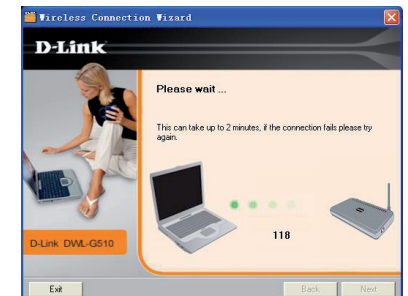 Wireless Connection Wizard
D-Link
Please wait ...
This can take up to 2 minutes, if the connection fails please try
again.
118
D-Link DWL-G510
Exit
Back
Next